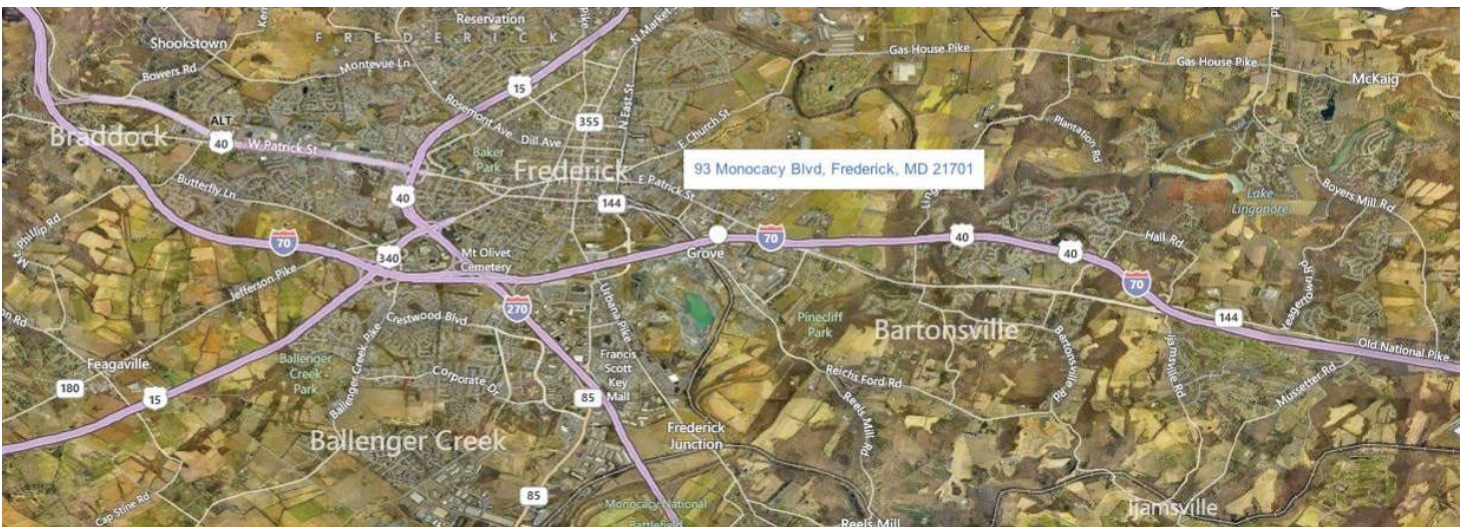 Reservation
Pike
N Market
Shookstown
FREDERICK
Bowers Rd
Montevue Ln
Gas House Pike
Gas House Pike
McKaig
15
Rosemont Ave
355
N East St
ALT
40
Braddock
W Patrick St
Dill Ave
E Church St
Plantation Rd
Baker
Park
Frederick
93 Monocacy Blvd, Frederick, MD 21701
Butterfly Ln
E Patrick St
Lake
Linganore
Boyers Mill Rd
40
144
Mt Phillip Rd
70
340
Mt Olivet
Cemetery
Grove
70
40
40
Hall Rd
Jefferson Pike
270
Urbana Pike
70
Yeagertown Rd
Crestwood Blvd
Pinecliff
Park
Bartonsville
144
Old National Pike
Feagaville
Ballenger
Creek
Park
Ballenger Creek Pike
Francis
Scott
Key
Mall
Bartonsville Rd
Ijamsville Rd
180
15
Corporate Dr
85
Reichs Ford Rd
Mussetter Rd
Reels Mill Rd
Ballenger Creek
Frederick
Junction
85
Cap Stine Rd
Monocacy National
Battlefield
Ijamsville
Reels Mill